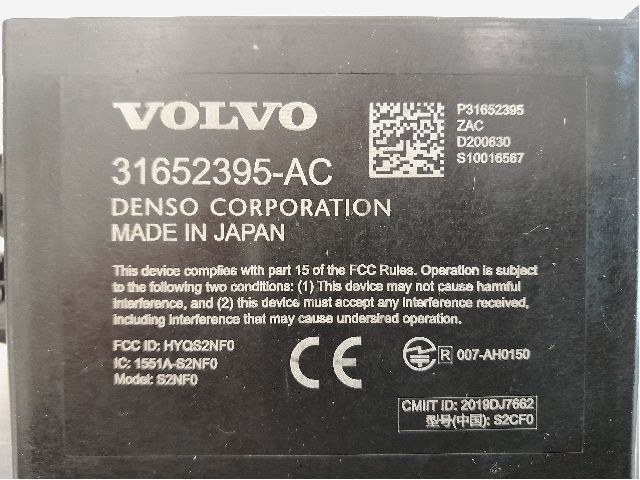 VOLVO
31652395-AC
DENSO CORPORATION
MADE IN JAPAN
P31652395
ZAC
D200630
S10016567
This device complies with part 15 of the FCC Rules. Operation is subject
to the following two conditions: (1) This device may not cause harmful
interference, and (2) this device must accept any interference received,
including interference that may cause undersired operation.
FCC ID: HYQS2NF0
IC: 1551A-S2NF0
Model: S2NF0
CE
R 007-AH0150
CMIIT ID: 2019DJ7662
型号(中国): S2CF0